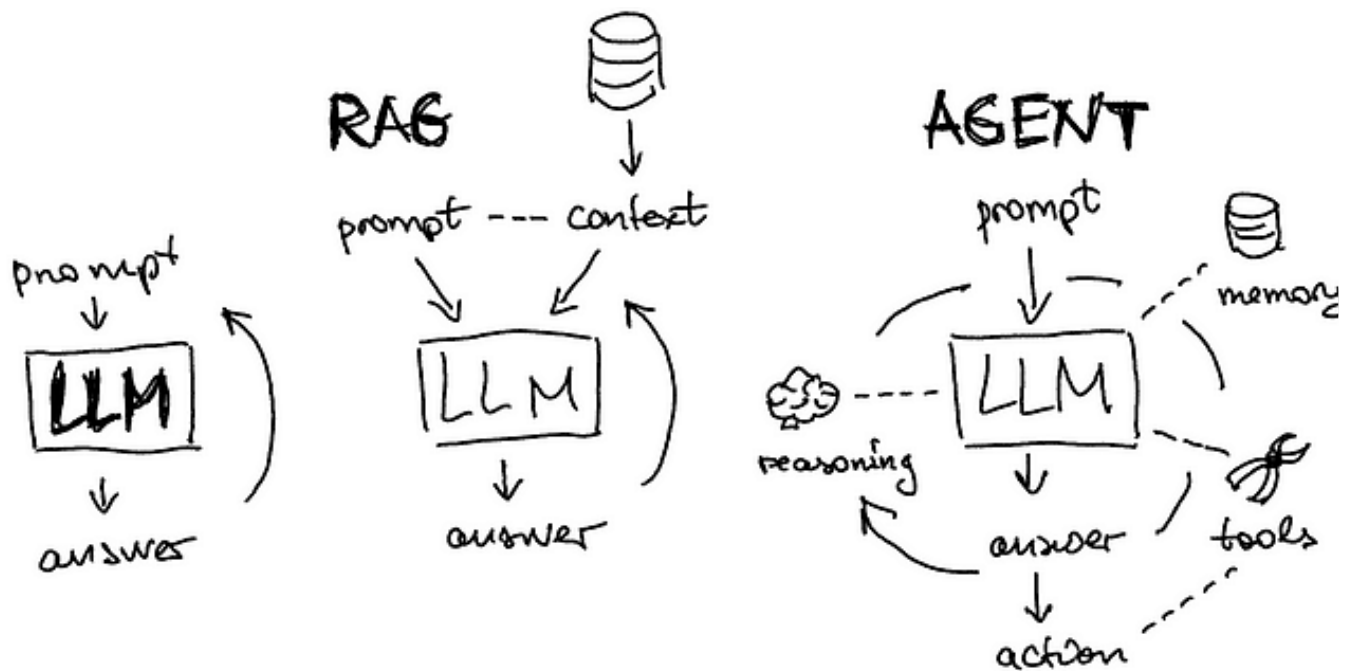 prompt
LLM
answer
RAG
prompt --- context
LLM
answer
AGENT
prompt
memory
LLM
reasoning
answer
tools
action